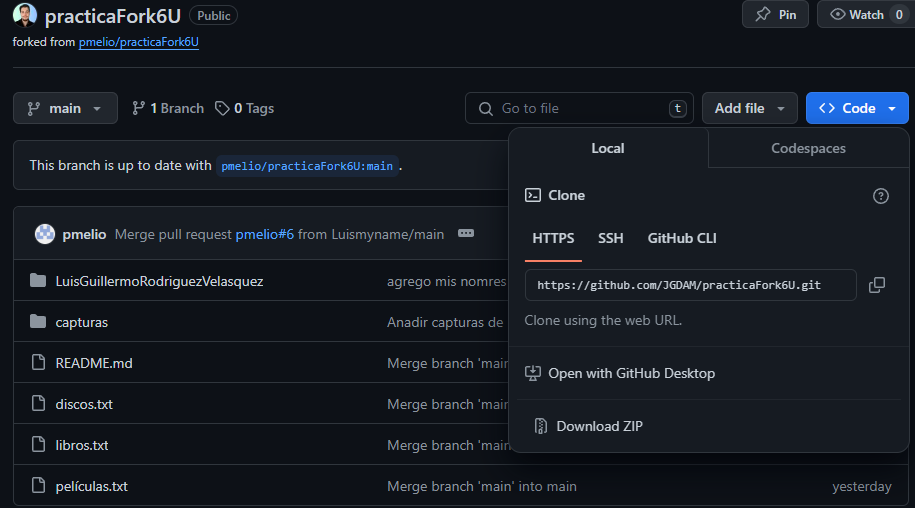 practicaFork6U Public Pin Watch 0
forked from pmelio/practicaFork6U
main 1 Branch 0 Tags Go to file t Add file Code
This branch is up to date with pmelio/practicaFork6U:main.
Local Codespaces
Clone
HTTPS SSH GitHub CLI
https://github.com/JGDAM/practicaFork6U.git
Clone using the web URL.
Open with GitHub Desktop
Download ZIP
pmelio Merge pull request pmelio#6 from Luismyname/main
LuisGuillermoRodriguezVelasquez agrego mis nomres
capturas Anadir capturas de
README.md Merge branch 'main
discos.txt Merge branch 'main
libros.txt Merge branch 'main
películas.txt Merge branch 'main' into main yesterday